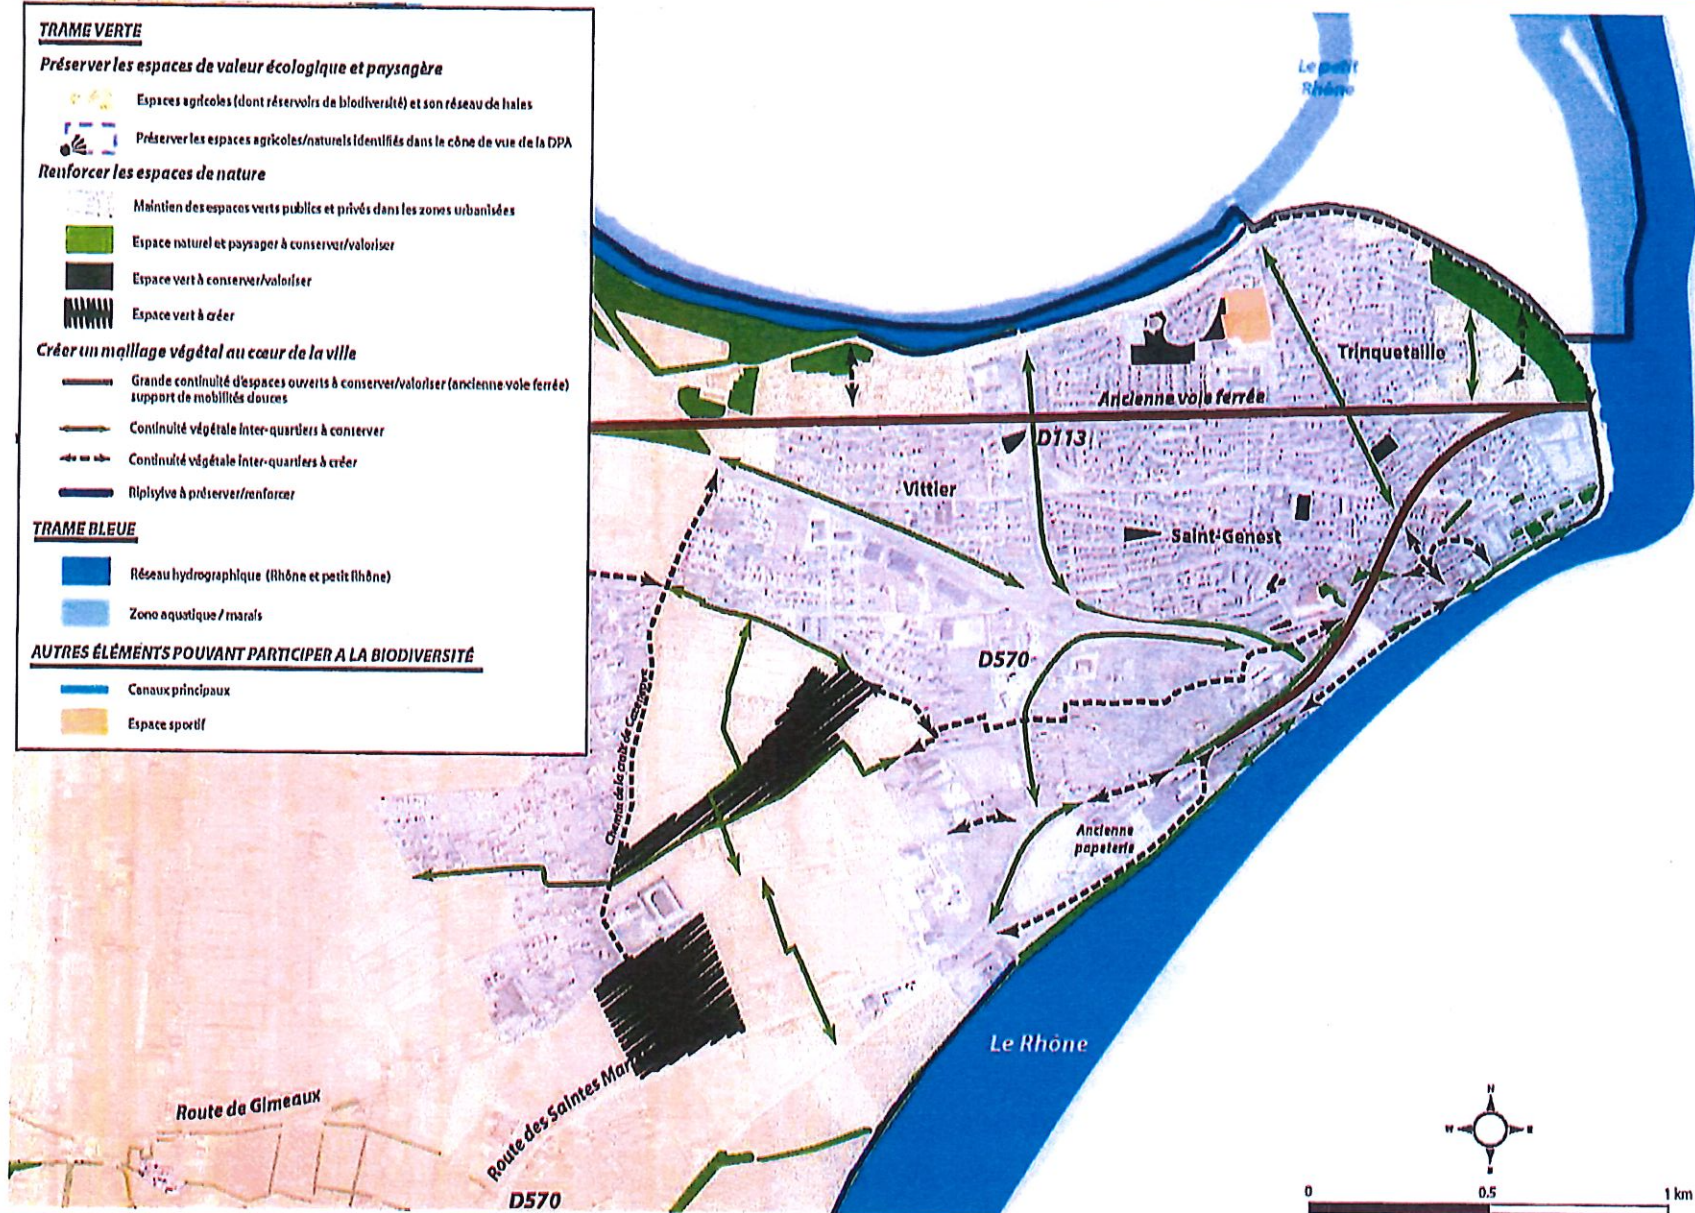 TRAME VERTE
Préserver les espaces de valeur écologique et paysagère
Espaces agricoles (dont réservoirs de biodiversité) et son réseau de haies
Préserver les espaces agricoles/naturels identifiés dans le cône de vue de la DPA
Renforcer les espaces de nature
Maintien des espaces verts publics et privés dans les zones urbanisées
Espace naturel et paysager à conserver/valoriser
Espace vert à conserver/valoriser
Espace vert à créer
Créer un maillage végétal au cœur de la ville
Grande continuité d'espaces ouverts à conserver/valoriser (ancienne voie ferrée)
support de mobilités douces
Continuité végétale inter-quartiers à conserver
Continuité végétale inter-quartiers à créer
Ripisylve à préserver/renforcer
TRAME BLEUE
Réseau hydrographique (Rhône et petit Rhône)
Zone aquatique / marais
AUTRES ÉLÉMENTS POUVANT PARTICIPER A LA BIODIVERSITÉ
Canaux principaux
Espace sportif
Le petit
Rhône
Trinquetaille
Ancienne voie ferrée
D113
Vittier
Saint-Genest
D570
Chemin de la croix de
Ancienne
papeterie
Le Rhône
Route de Gimeaux
Route des Saintes Mar
D570
N
W
E
S
0
0.5
1 km